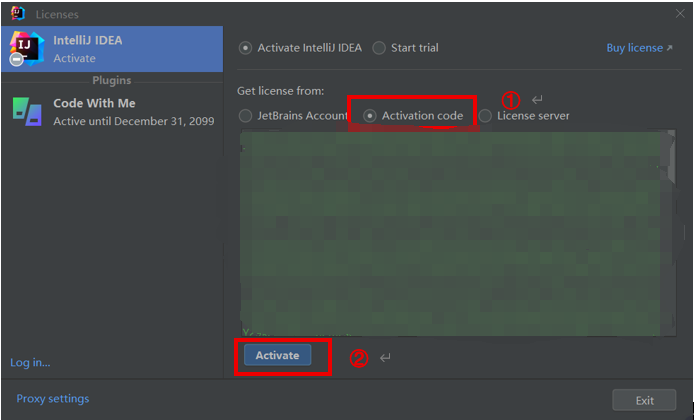 Licenses
IJ
IntelliJ IDEA
Activate
Plugins
Code With Me
Active until December 31, 2099
Log in...
Activate IntelliJ IDEA Start trial Buy license ↗
Get license from:
① ↵
JetBrains Account Activation code License server
Activate ② ↵
Proxy settings Exit